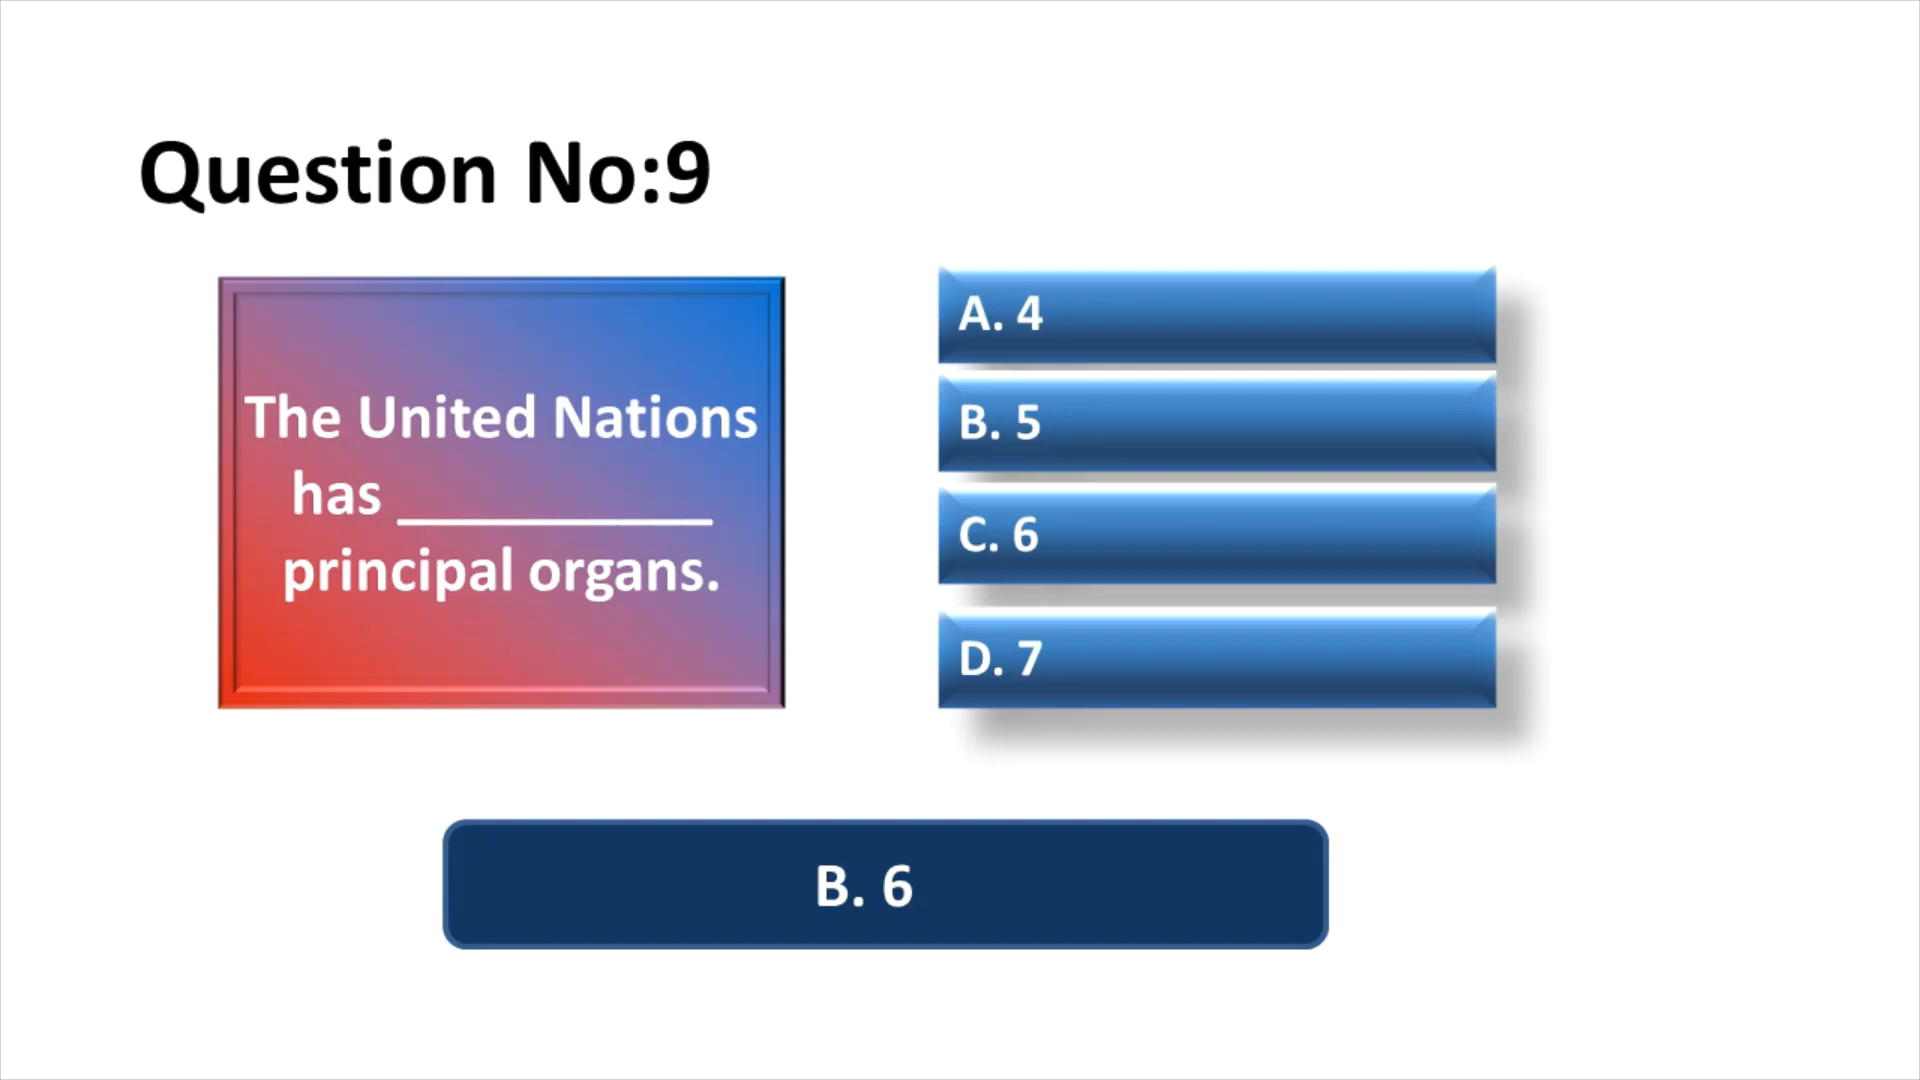 Question No:9
The United Nations
has ___________
principal organs.
A. 4
B. 5
C. 6
D. 7
B. 6